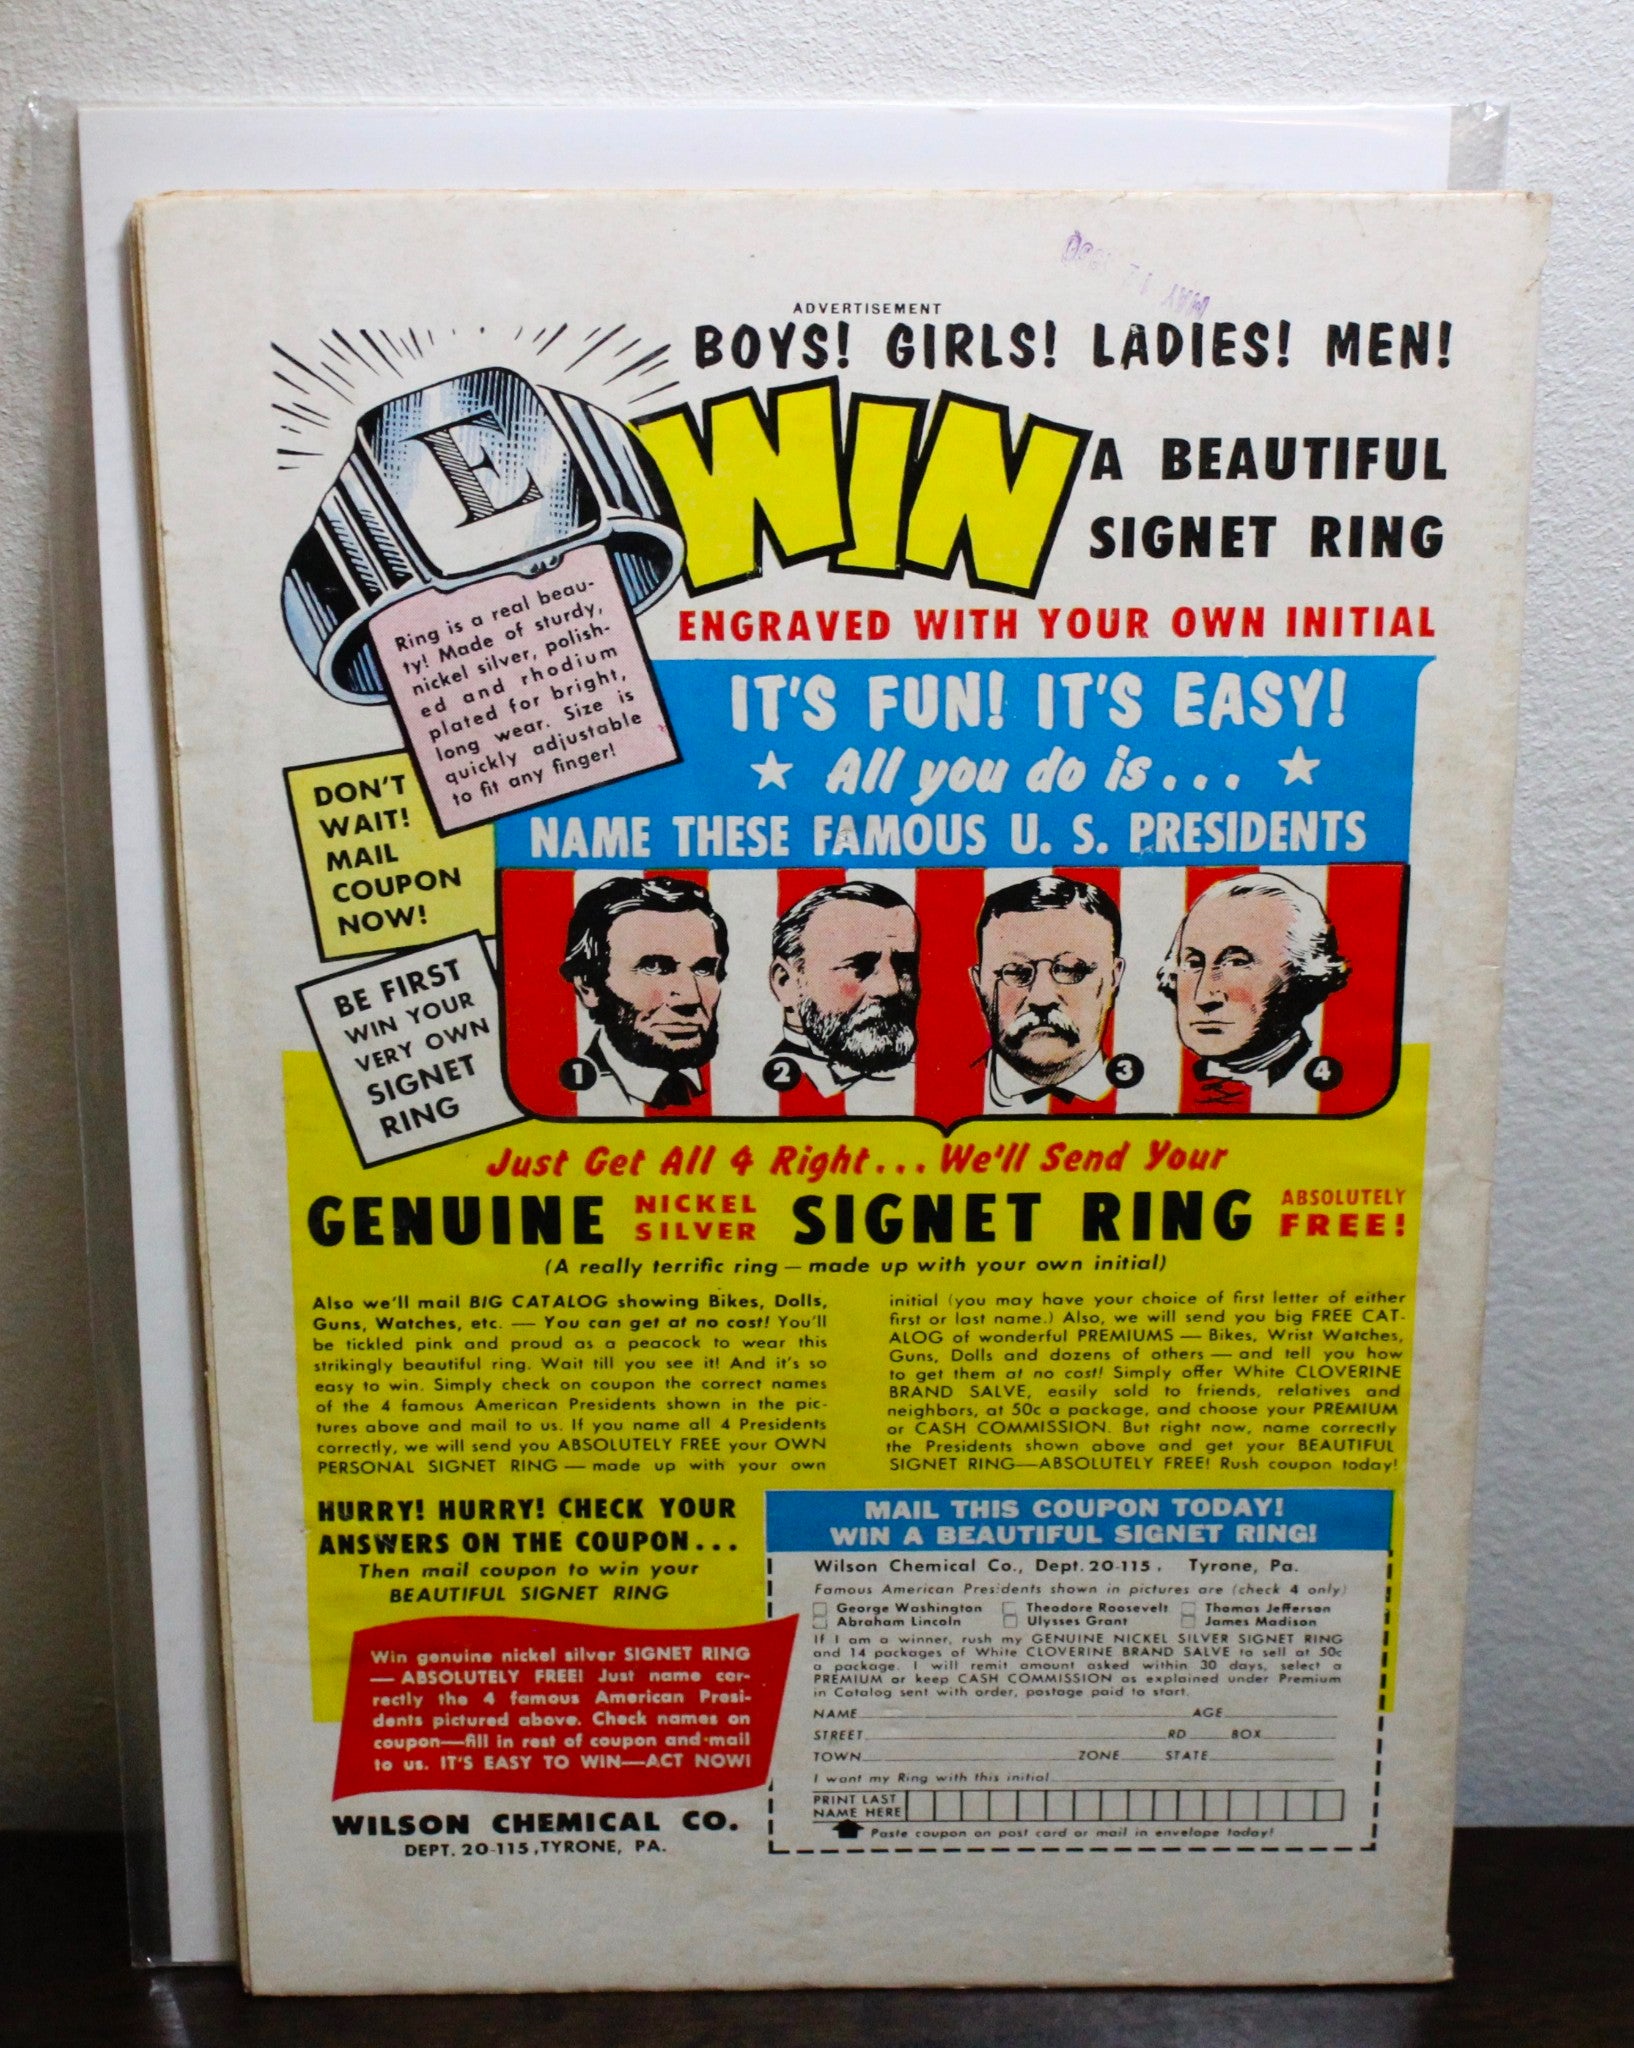 ADVERTISEMENT
BOYS! GIRLS! LADIES! MEN!
WIN
A BEAUTIFUL
SIGNET RING
ENGRAVED WITH YOUR OWN INITIAL
E
Ring is a real beau-
ty! Made of sturdy,
nickel silver, polish-
ed and rhodium
plated for bright,
long wear. Size is
quickly adjustable
to fit any finger!
IT'S FUN! IT'S EASY!
All you do is...
NAME THESE FAMOUS U. S. PRESIDENTS
DON'T
WAIT!
MAIL
COUPON
NOW!
BE FIRST
WIN YOUR
VERY OWN
SIGNET
RING
1 2 3 4
Just Get All 4 Right... We'll Send Your
GENUINE NICKEL SILVER SIGNET RING ABSOLUTELY FREE!
(A really terrific ring — made up with your own initial)
Also we'll mail BIG CATALOG showing Bikes, Dolls,
Guns, Watches, etc. — You can get at no cost! You'll
be tickled pink and proud as a peacock to wear this
strikingly beautiful ring. Wait till you see it! And it's so
easy to win. Simply check on coupon the correct names
of the 4 famous American Presidents shown in the pic-
tures above and mail to us. If you name all 4 Presidents
correctly, we will send you ABSOLUTELY FREE your OWN
PERSONAL SIGNET RING — made up with your own
initial (you may have your choice of first letter of either
first or last name.) Also, we will send you big FREE CAT-
ALOG of wonderful PREMIUMS — Bikes, Wrist Watches,
Guns, Dolls and dozens of others — and tell you how
to get them at no cost! Simply offer White CLOVERINE
BRAND SALVE, easily sold to friends, relatives and
neighbors, at 50c a package, and choose your PREMIUM
or CASH COMMISSION. But right now, name correctly
the Presidents shown above and get your BEAUTIFUL
SIGNET RING—ABSOLUTELY FREE! Rush coupon today!
HURRY! HURRY! CHECK YOUR
ANSWERS ON THE COUPON...
Then mail coupon to win your
BEAUTIFUL SIGNET RING
Win genuine nickel silver SIGNET RING
— ABSOLUTELY FREE! Just name cor-
rectly the 4 famous American Presi-
dents pictured above. Check names on
coupon—fill in rest of coupon and mail
to us. IT'S EASY TO WIN—ACT NOW!
WILSON CHEMICAL CO.
DEPT. 20-115, TYRONE, PA.
MAIL THIS COUPON TODAY!
WIN A BEAUTIFUL SIGNET RING!
Wilson Chemical Co., Dept. 20-115, Tyrone, Pa.
Famous American Presidents shown in pictures are (check 4 only)
George Washington Theodore Roosevelt Thomas Jefferson
Abraham Lincoln Ulysses Grant James Madison
If I am a winner, rush my GENUINE NICKEL SILVER SIGNET RING
and 14 packages of White CLOVERINE BRAND SALVE to sell at 50c
a package. I will remit amount asked within 30 days, select a
PREMIUM or keep CASH COMMISSION as explained under Premium
in Catalog sent with order, postage paid to start.
NAME AGE
STREET RD BOX
TOWN ZONE STATE
I want my Ring with this initial
PRINT LAST
NAME HERE
Paste coupon on post card or mail in envelope today!